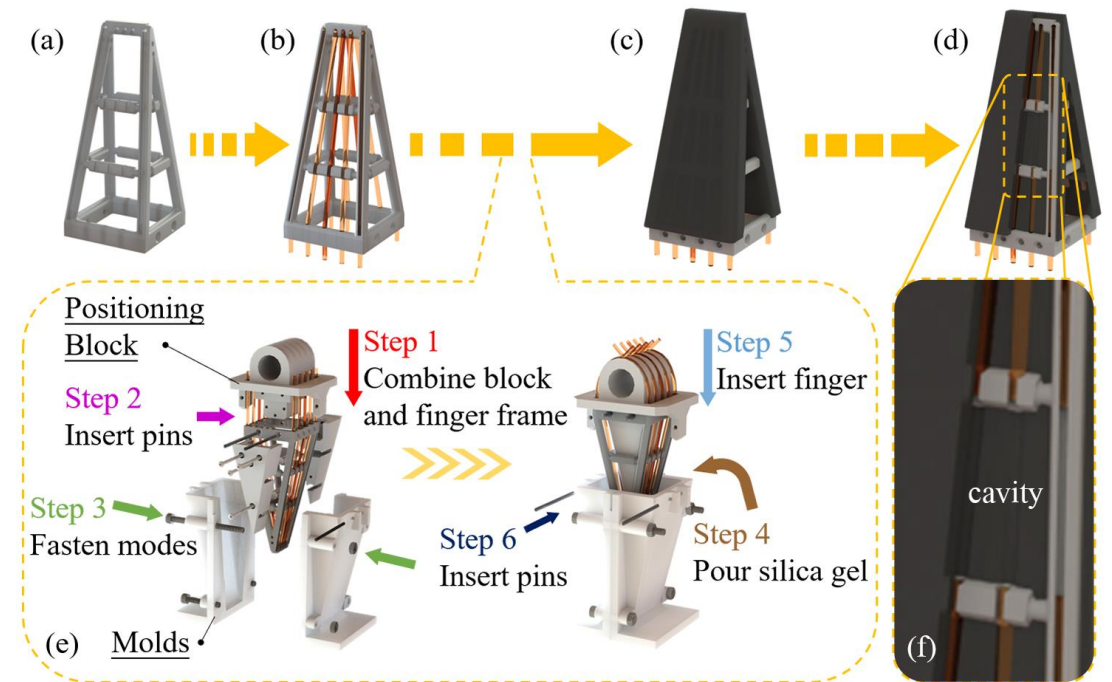 (a)
(b)
(c)
(d)
Positioning
Block
Step 1
Combine block
and finger frame
Step 2
Insert pins
Step 3
Fasten modes
Molds
(e)
Step 5
Insert finger
Step 4
Pour silica gel
Step 6
Insert pins
cavity
(f)